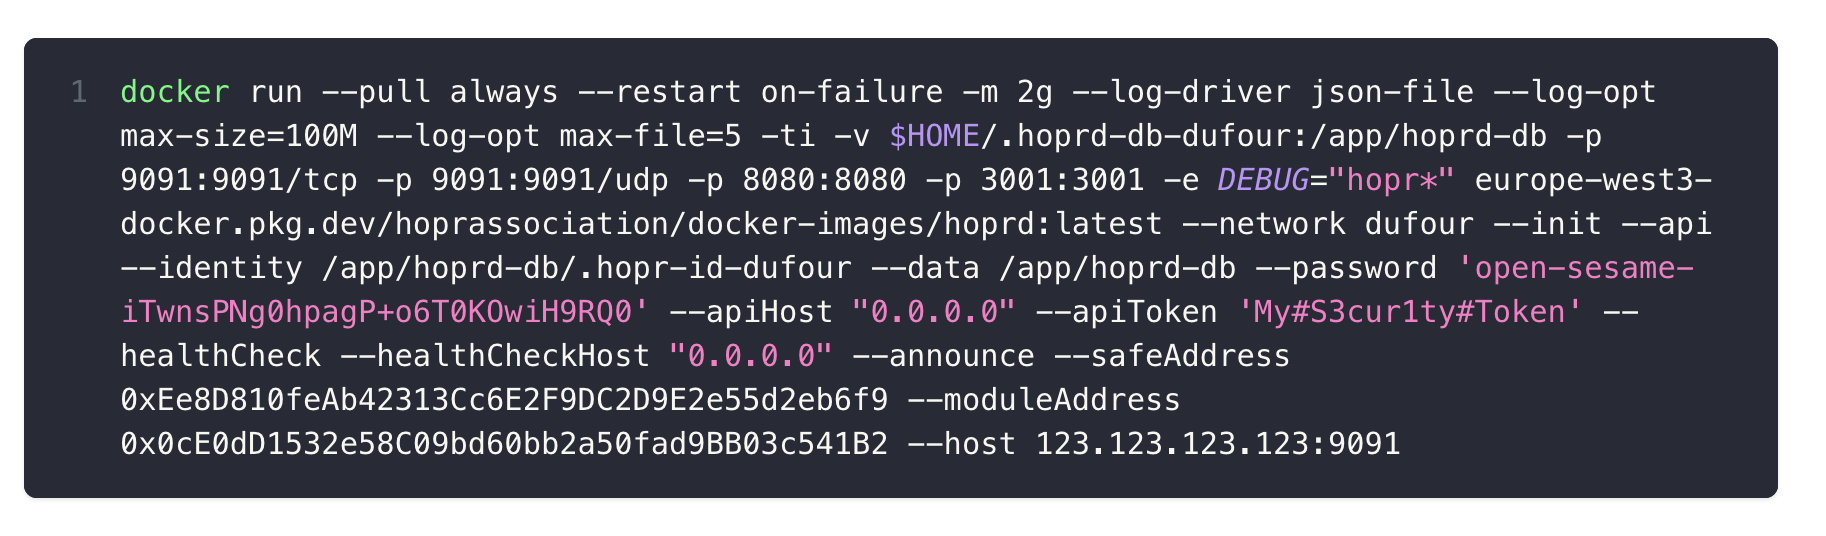 1 docker run --pull always --restart on-failure -m 2g --log-driver json-file --log-opt
max-size=100M --log-opt max-file=5 -ti -v $HOME/.hoprd-db-dufour:/app/hoprd-db -p
9091:9091/tcp -p 9091:9091/udp -p 8080:8080 -p 3001:3001 -e DEBUG="hopr*" europe-west3-
docker.pkg.dev/hoprassociation/docker-images/hoprd:latest --network dufour --init --api
--identity /app/hoprd-db/.hopr-id-dufour --data /app/hoprd-db --password 'open-sesame-
iTwnsPNg0hpagP+o6T0KOwiH9RQ0' --apiHost "0.0.0.0" --apiToken 'My#S3cur1ty#Token' --
healthCheck --healthCheckHost "0.0.0.0" --announce --safeAddress
0xEe8D810feAb42313Cc6E2F9DC2D9E2e55d2eb6f9 --moduleAddress
0x0cE0dD1532e58C09bd60bb2a50fad9BB03c541B2 --host 123.123.123.123:9091